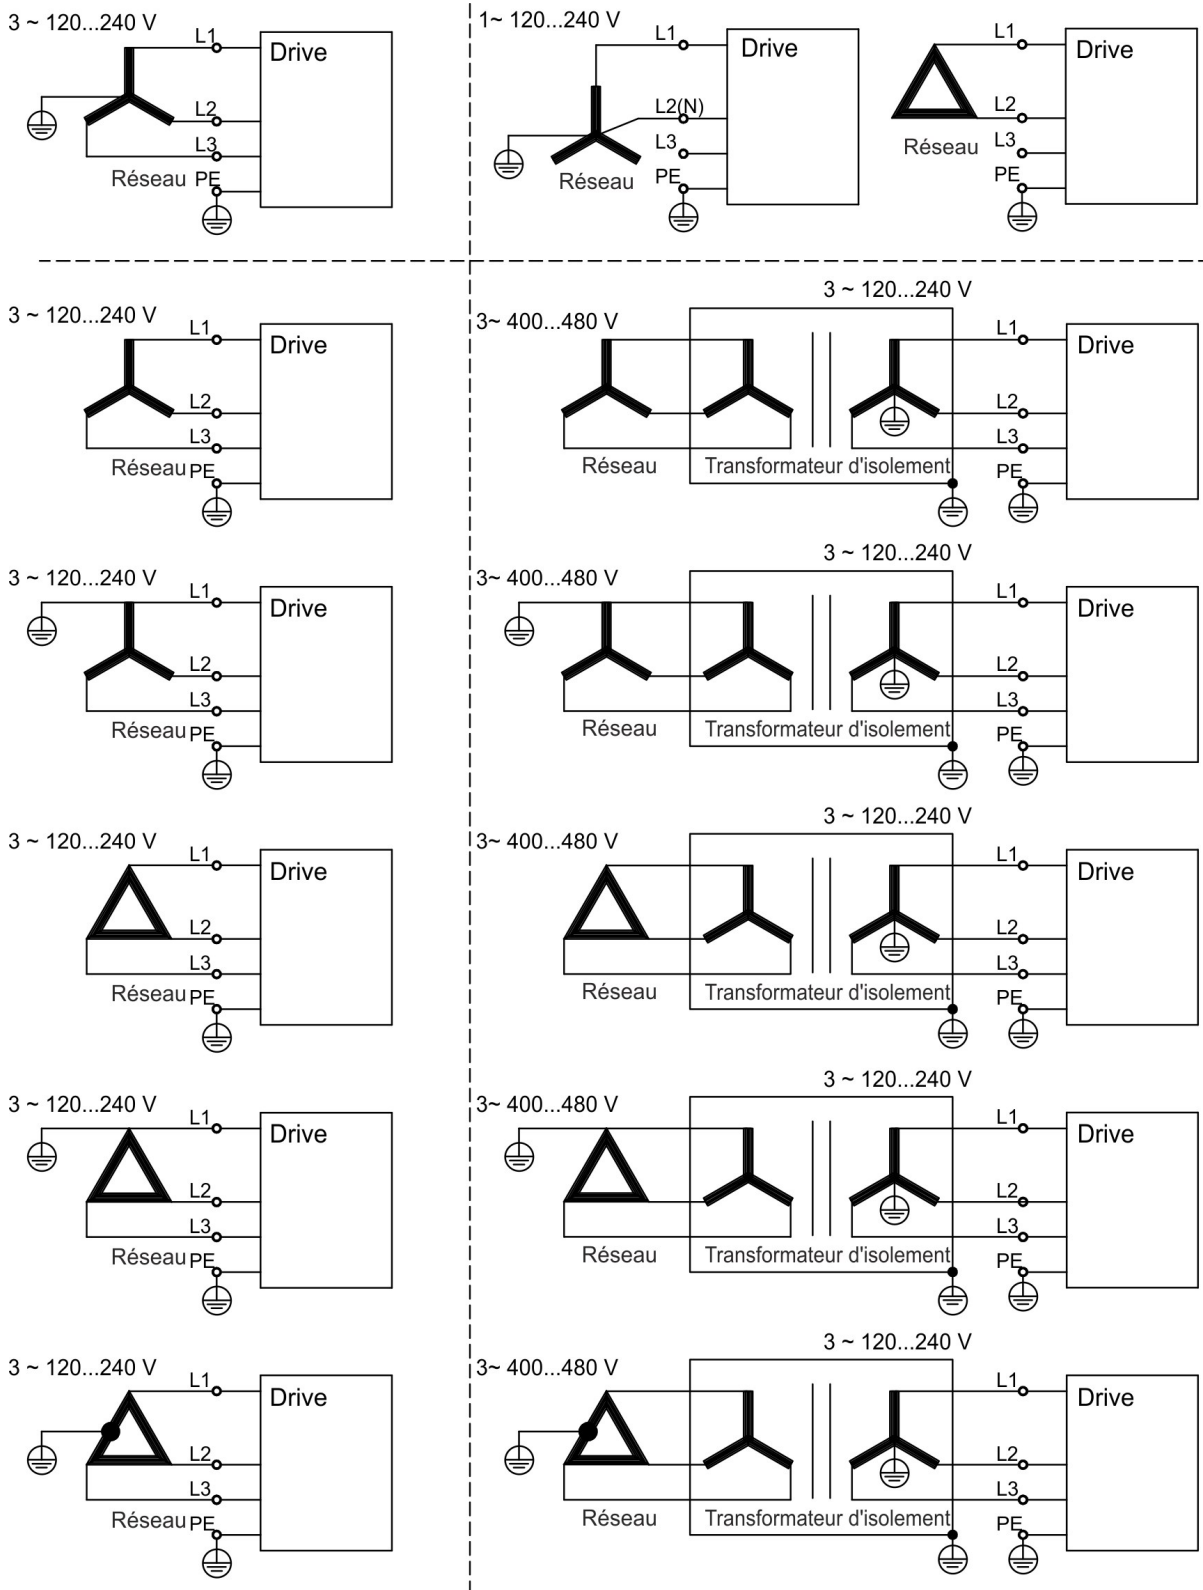 3 ~ 120...240 V
L1
Drive
L2
L3
Réseau PE
1~ 120...240 V
L1
Drive
L2(N)
L3
Réseau
PE
L1
Drive
L2
Réseau
L3
PE
3 ~ 120...240 V
L1
Drive
L2
L3
Réseau PE
3 ~ 120...240 V
3~ 400...480 V
L1
Drive
L2
L3
Réseau
Transformateur d'isolement
PE
3 ~ 120...240 V
L1
Drive
L2
L3
Réseau PE
3 ~ 120...240 V
3~ 400...480 V
L1
Drive
L2
L3
Réseau
Transformateur d'isolement
PE
3 ~ 120...240 V
L1
Drive
L2
L3
Réseau PE
3 ~ 120...240 V
3~ 400...480 V
L1
Drive
L2
L3
Réseau
Transformateur d'isolement
PE
3 ~ 120...240 V
L1
Drive
L2
L3
Réseau PE
3 ~ 120...240 V
3~ 400...480 V
L1
Drive
L2
L3
Réseau
Transformateur d'isolement
PE
3 ~ 120...240 V
L1
Drive
L2
L3
Réseau PE
3 ~ 120...240 V
3~ 400...480 V
L1
Drive
L2
L3
Réseau
Transformateur d'isolement
PE